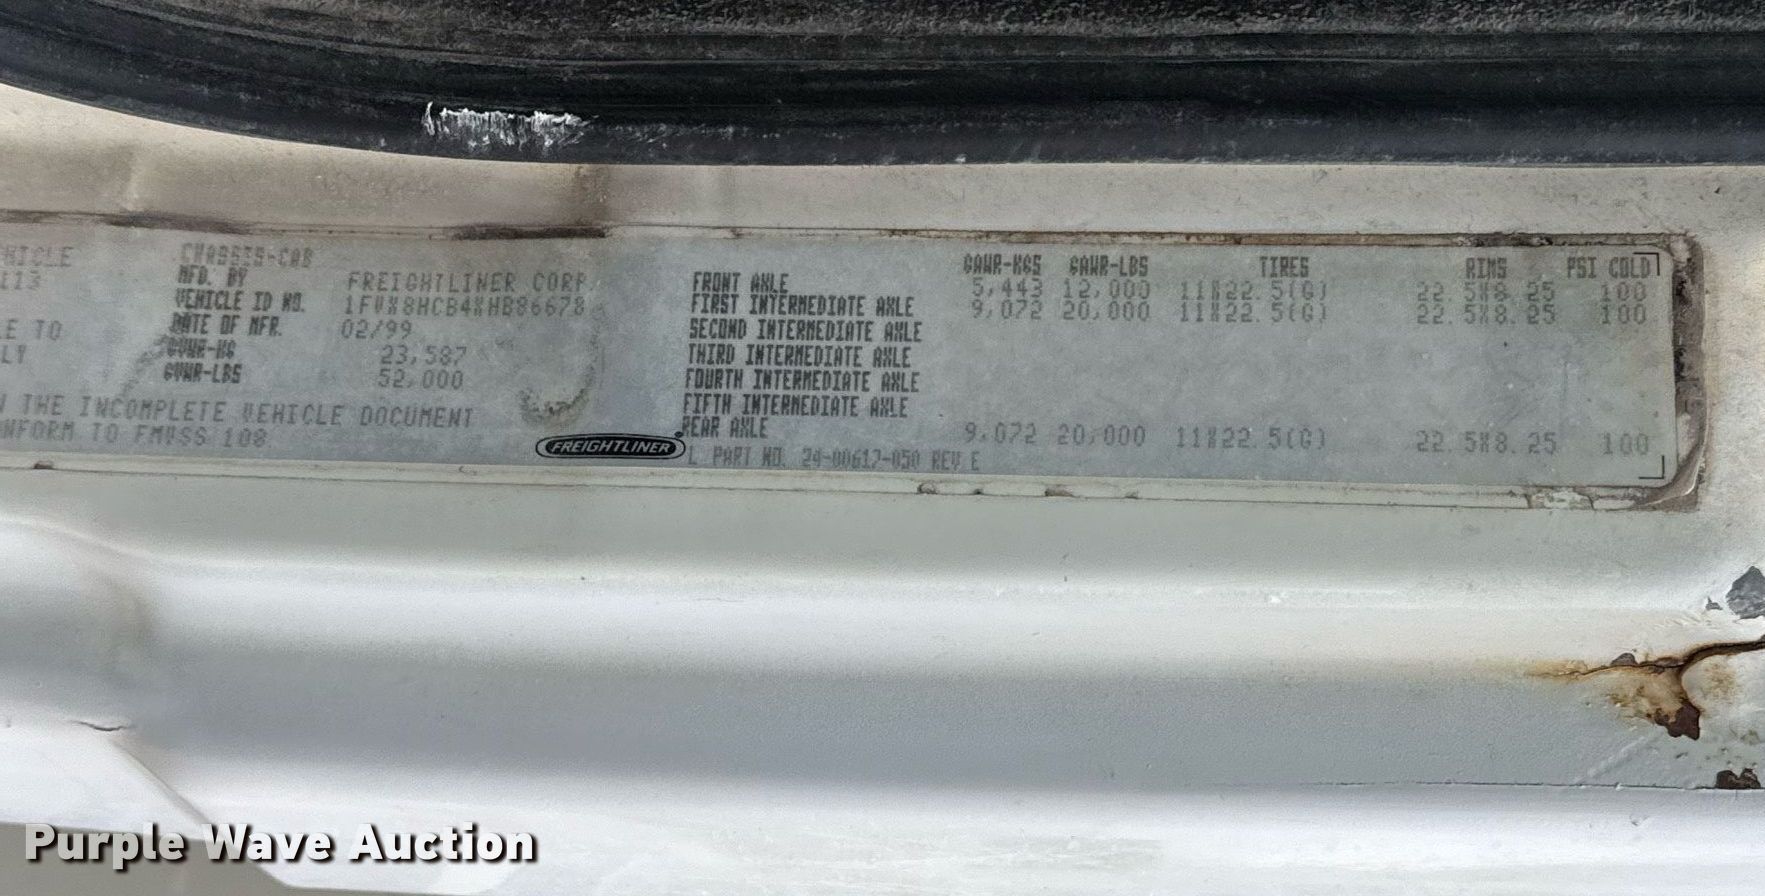 HICLE CHASSIS-CAB
113 MFD. BY FREIGHTLINER CORP.
VEHICLE ID NO. 1FVX8HCB4XHB86678
E TO DATE OF MFR. 02/99
LY GVWR-KG 23,587
GVWR-LBS 52,000
N THE INCOMPLETE VEHICLE DOCUMENT
NFORM TO FMVSS 108
FREIGHTLINER
GAWR-KGS GAWR-LBS TIRES RIMS PSI COLD
FRONT AXLE 5,443 12,000 11X22.5(G) 22.5X8.25 100
FIRST INTERMEDIATE AXLE 9,072 20,000 11X22.5(G) 22.5X8.25 100
SECOND INTERMEDIATE AXLE
THIRD INTERMEDIATE AXLE
FOURTH INTERMEDIATE AXLE
FIFTH INTERMEDIATE AXLE
REAR AXLE 9,072 20,000 11X22.5(G) 22.5X8.25 100
L PART NO. 24-00617-050 REV E
Purple Wave Auction